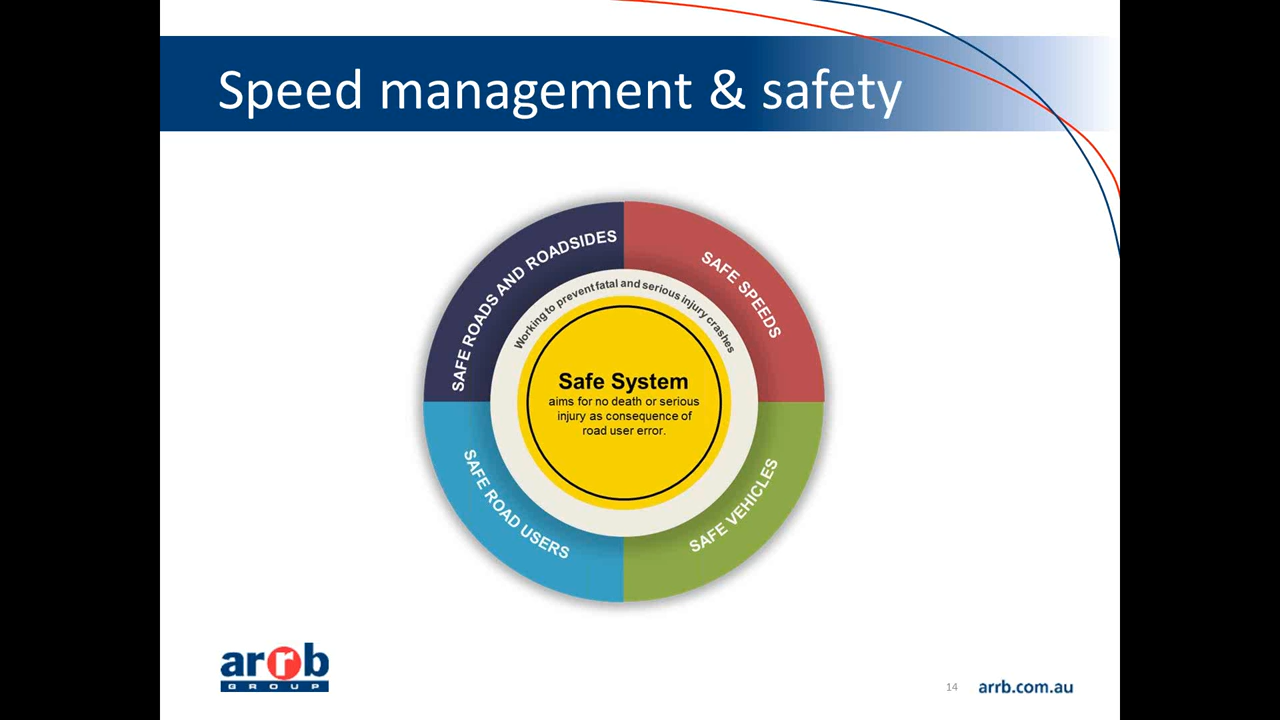 Speed management & safety
SAFE ROADS AND ROADSIDES
SAFE SPEEDS
Working to prevent fatal and serious injury crashes
Safe System
aims for no death or serious
injury as consequence of
road user error.
SAFE ROAD USERS
SAFE VEHICLES
arrb
GROUP
14
arrb.com.au